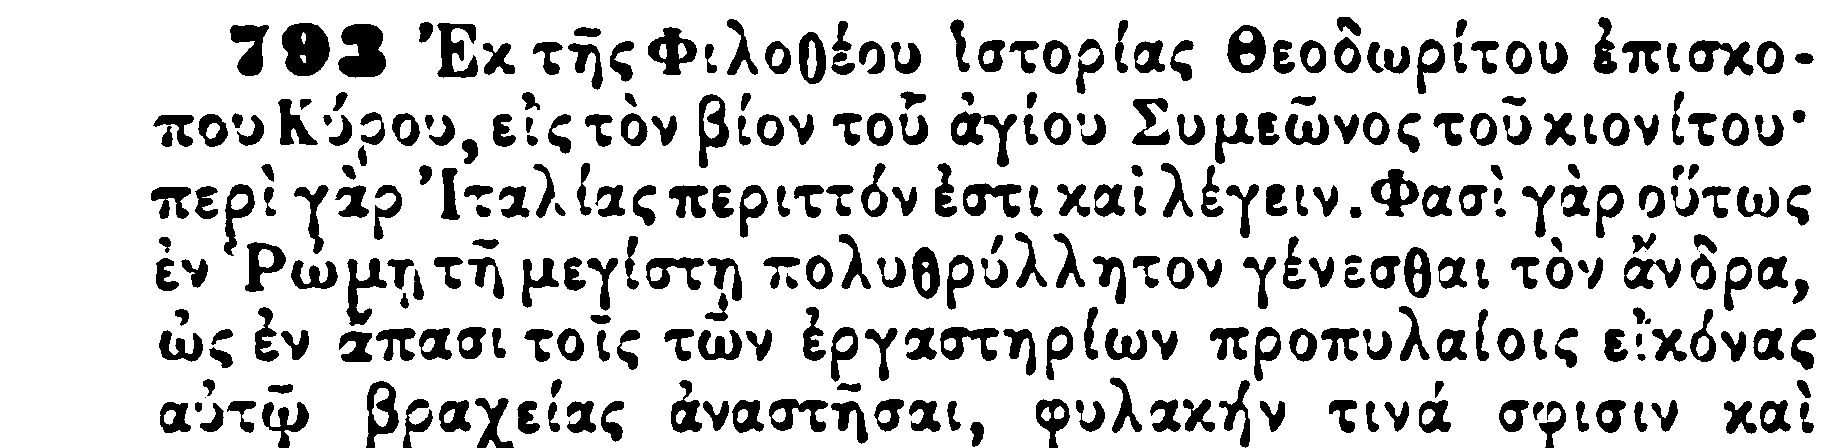 793 Ἐκ τῆς Φιλοθέου ἱστορίας Θεοδωρίτου ἐπισκο-
που Κύρου, εἰς τὸν βίον τοῦ ἁγίου Συμεῶνος τοῦ κιονίτου·
περὶ γὰρ Ἰταλίας περιττόν ἐστι καὶ λέγειν. Φασὶ γὰρ οὕτως
ἐν Ῥώμῃ τῇ μεγίστῃ πολυθρύλλητον γένεσθαι τὸν ἄνδρα,
ὡς ἐν ἅπασι τοῖς τῶν ἐργαστηρίων προπυλαίοις εἰκόνας
αὐτῷ βραχείας ἀναστῆσαι, φυλακήν τινά σφισιν καὶ